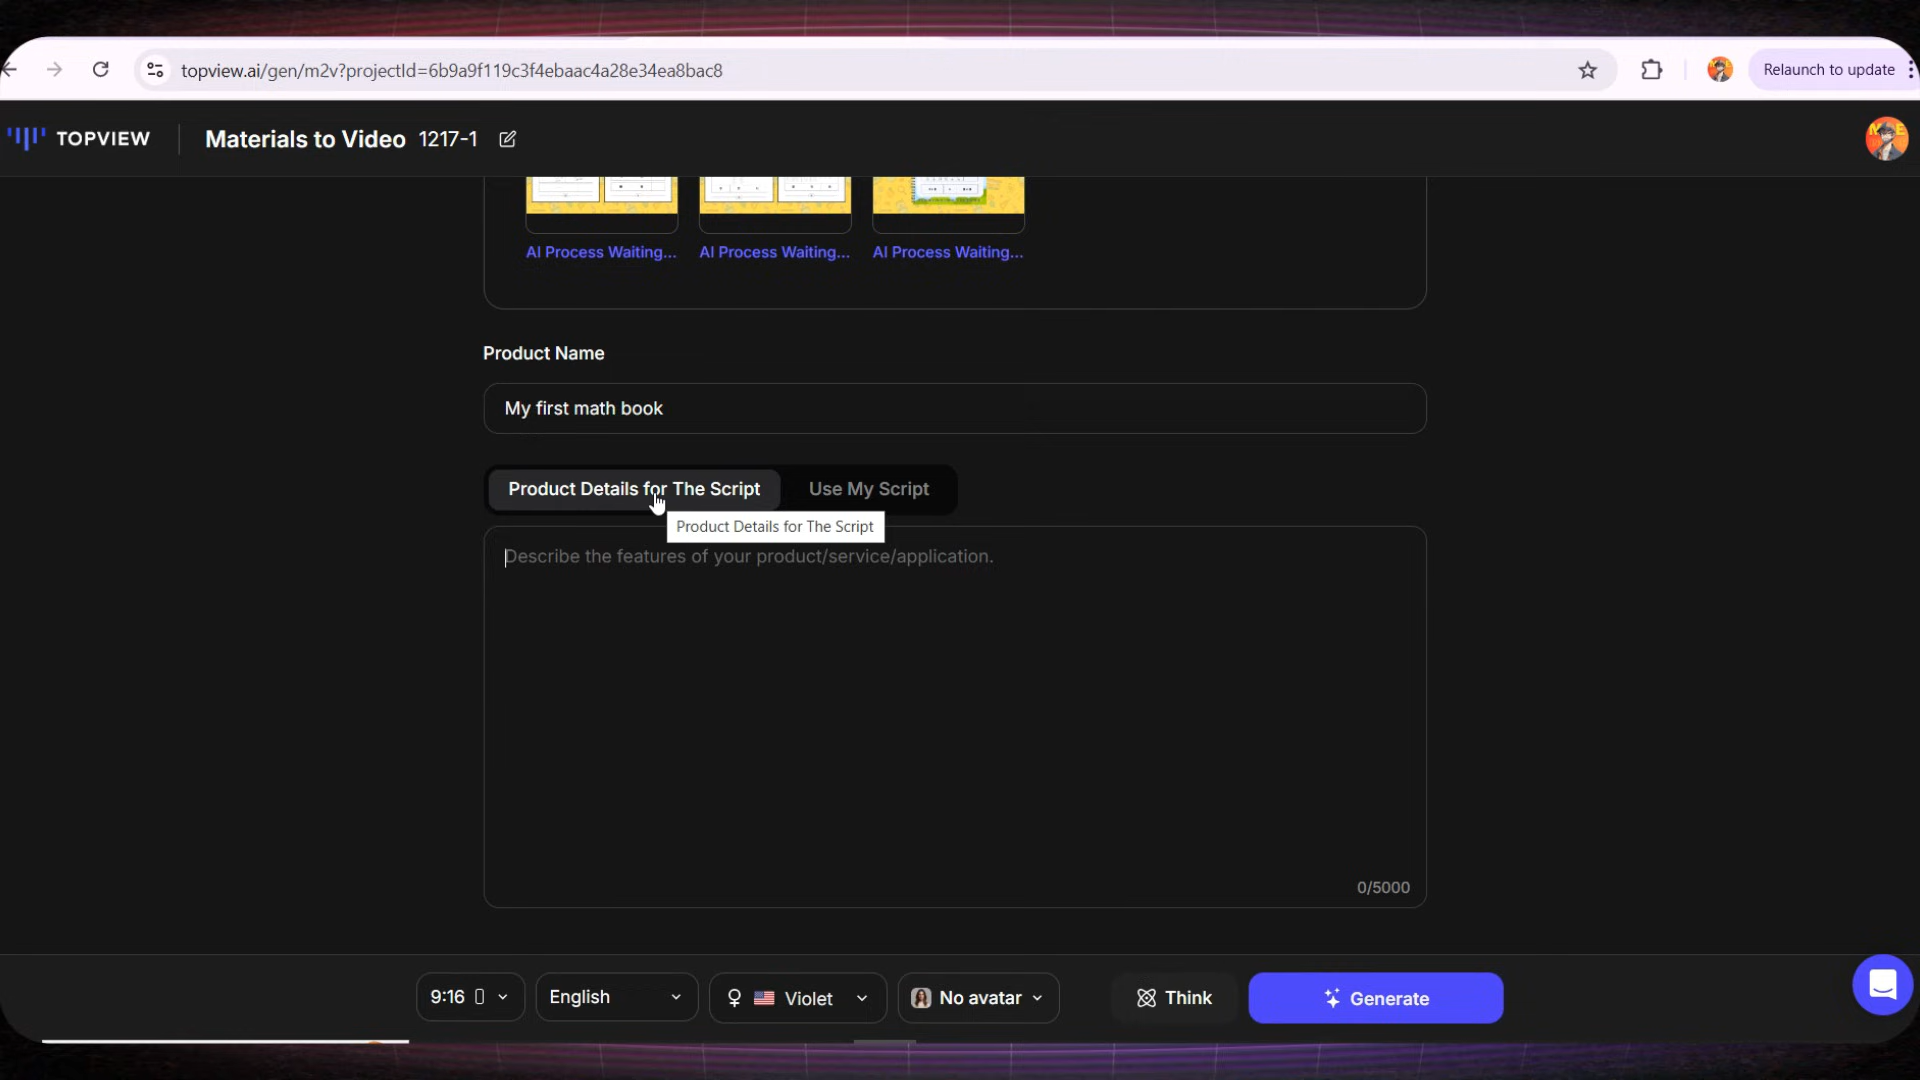 topview.ai/gen/m2v?projectId=6b9a9f119c3f4ebaac4a28e34ea8bac8
Relaunch to update
TOPVIEW
Materials to Video 1217-1
AI Process Waiting... AI Process Waiting... AI Process Waiting...
Product Name
My first math book
Product Details for The Script Use My Script
Product Details for The Script
Describe the features of your product/service/application.
0/5000
9:16 English Violet No avatar Think Generate